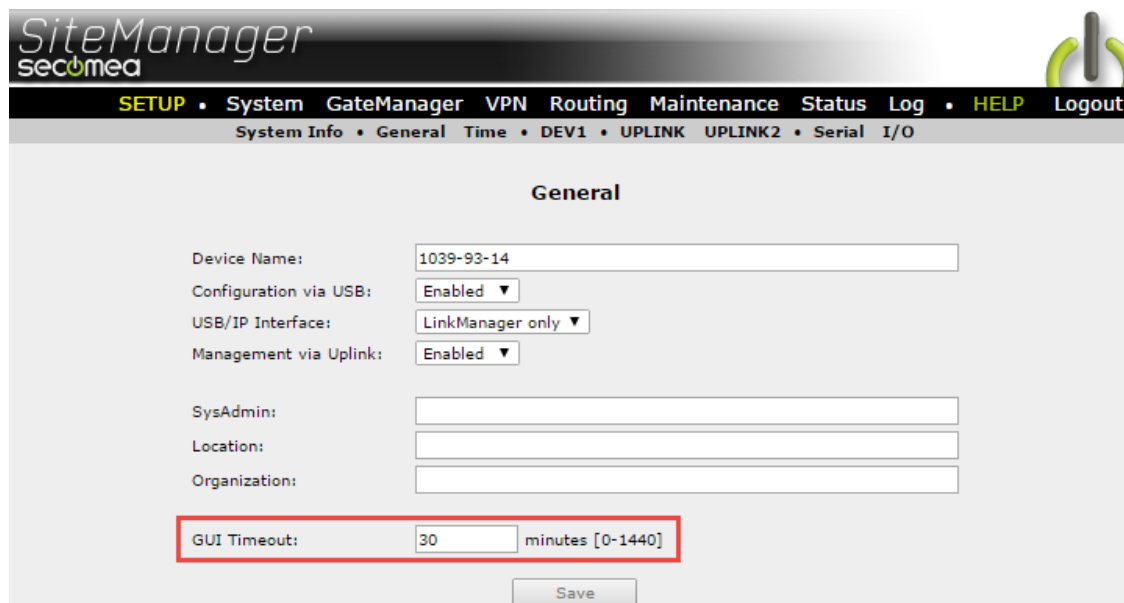 SiteManager
secomea
SETUP • System GateManager VPN Routing Maintenance Status Log • HELP Logout
System Info • General Time • DEV1 • UPLINK UPLINK2 • Serial I/O
General
Device Name: 1039-93-14
Configuration via USB: Enabled ▼
USB/IP Interface: LinkManager only ▼
Management via Uplink: Enabled ▼
SysAdmin:
Location:
Organization:
GUI Timeout: 30 minutes [0-1440]
Save